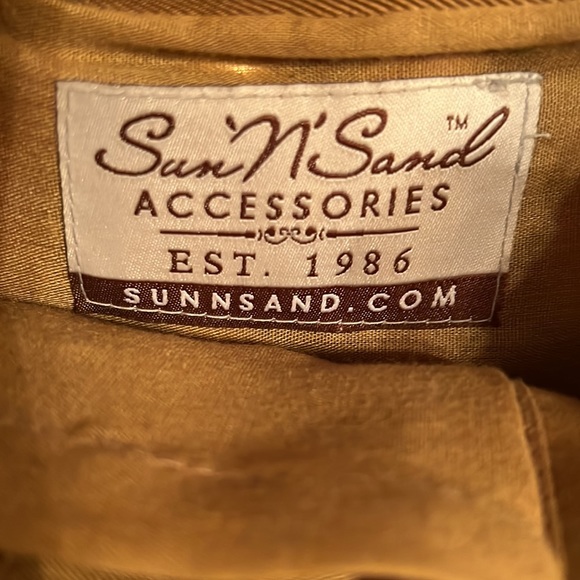 Sun 'N' Sand™
ACCESSORIES
EST. 1986
SUNNSAND.COM